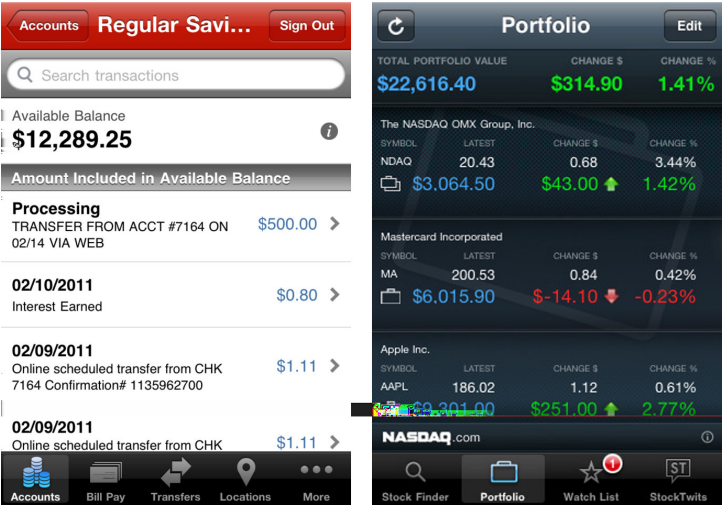 Accounts
Regular Savi...
Sign Out
Search transactions
Available Balance
$12,289.25
Amount Included in Available Balance
Processing
TRANSFER FROM ACCT #7164 ON
02/14 VIA WEB
$500.00
02/10/2011
Interest Earned
$0.80
02/09/2011
Online scheduled transfer from CHK
7164 Confirmation# 1135962700
$1.11
02/09/2011
Online scheduled transfer from CHK
$1.11
Accounts
Bill Pay
Transfers
Locations
More
Portfolio
Edit
TOTAL PORTFOLIO VALUE CHANGE $ CHANGE %
$22,616.40 $314.90 1.41%
The NASDAQ OMX Group, Inc.
SYMBOL LATEST CHANGE $ CHANGE %
NDAQ 20.43 0.68 3.44%
$3,064.50 $43.00 1.42%
Mastercard Incorporated
SYMBOL LATEST CHANGE $ CHANGE %
MA 200.53 0.84 0.42%
$6,015.90 $-14.10 -0.23%
Apple Inc.
SYMBOL LATEST CHANGE $ CHANGE %
AAPL 186.02 1.12 0.61%
$9,301.00 $251.00 2.77%
NASDAQ.com
Stock Finder
Portfolio
1
Watch List
ST
StockTwits